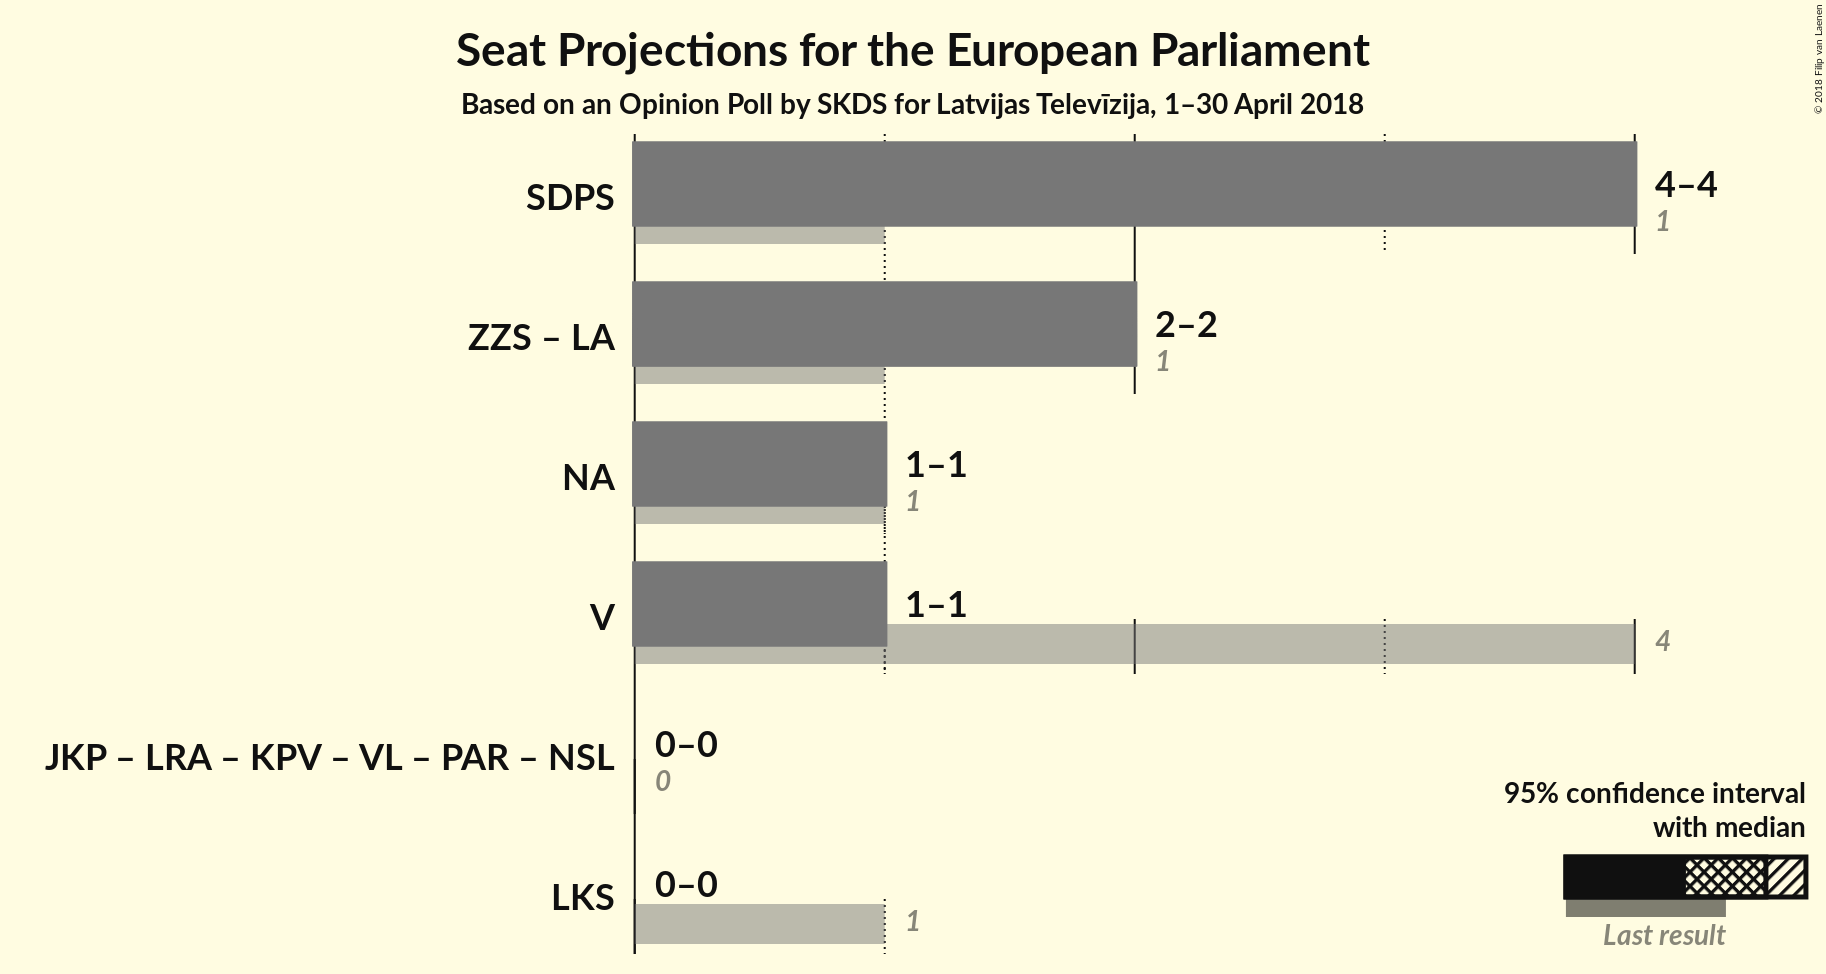 Seat Projections for the European Parliament
Based on an Opinion Poll by SKDS for Latvijas Televīzija, 1–30 April 2018
© 2018 Filip van Laenen
SDPS
4–4
1
ZZS – LA
2–2
1
NA
1–1
1
V
1–1
4
JKP – LRA – KPV – VL – PAR – NSL
0–0
0
LKS
0–0
1
95% confidence interval
with median
Last result